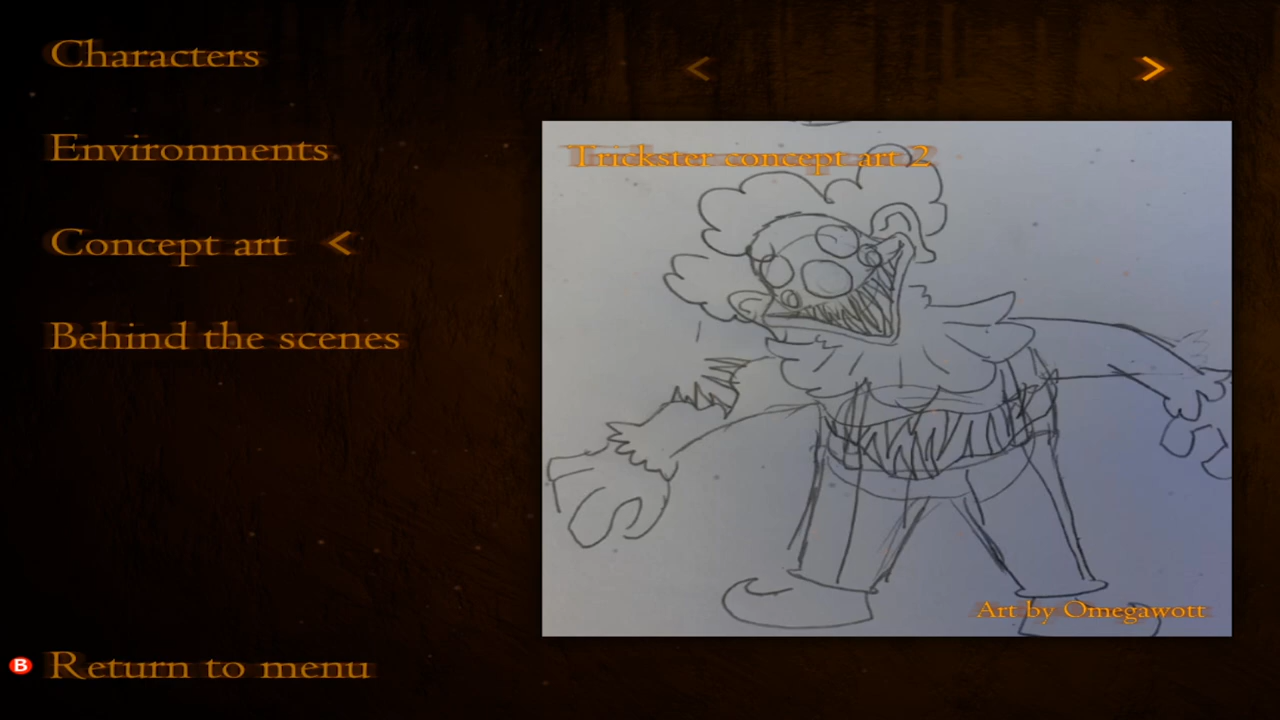 Characters
Environments
Concept art <
Behind the scenes
B Return to menu
< >
Trickster concept art 2
Art by Omegawott